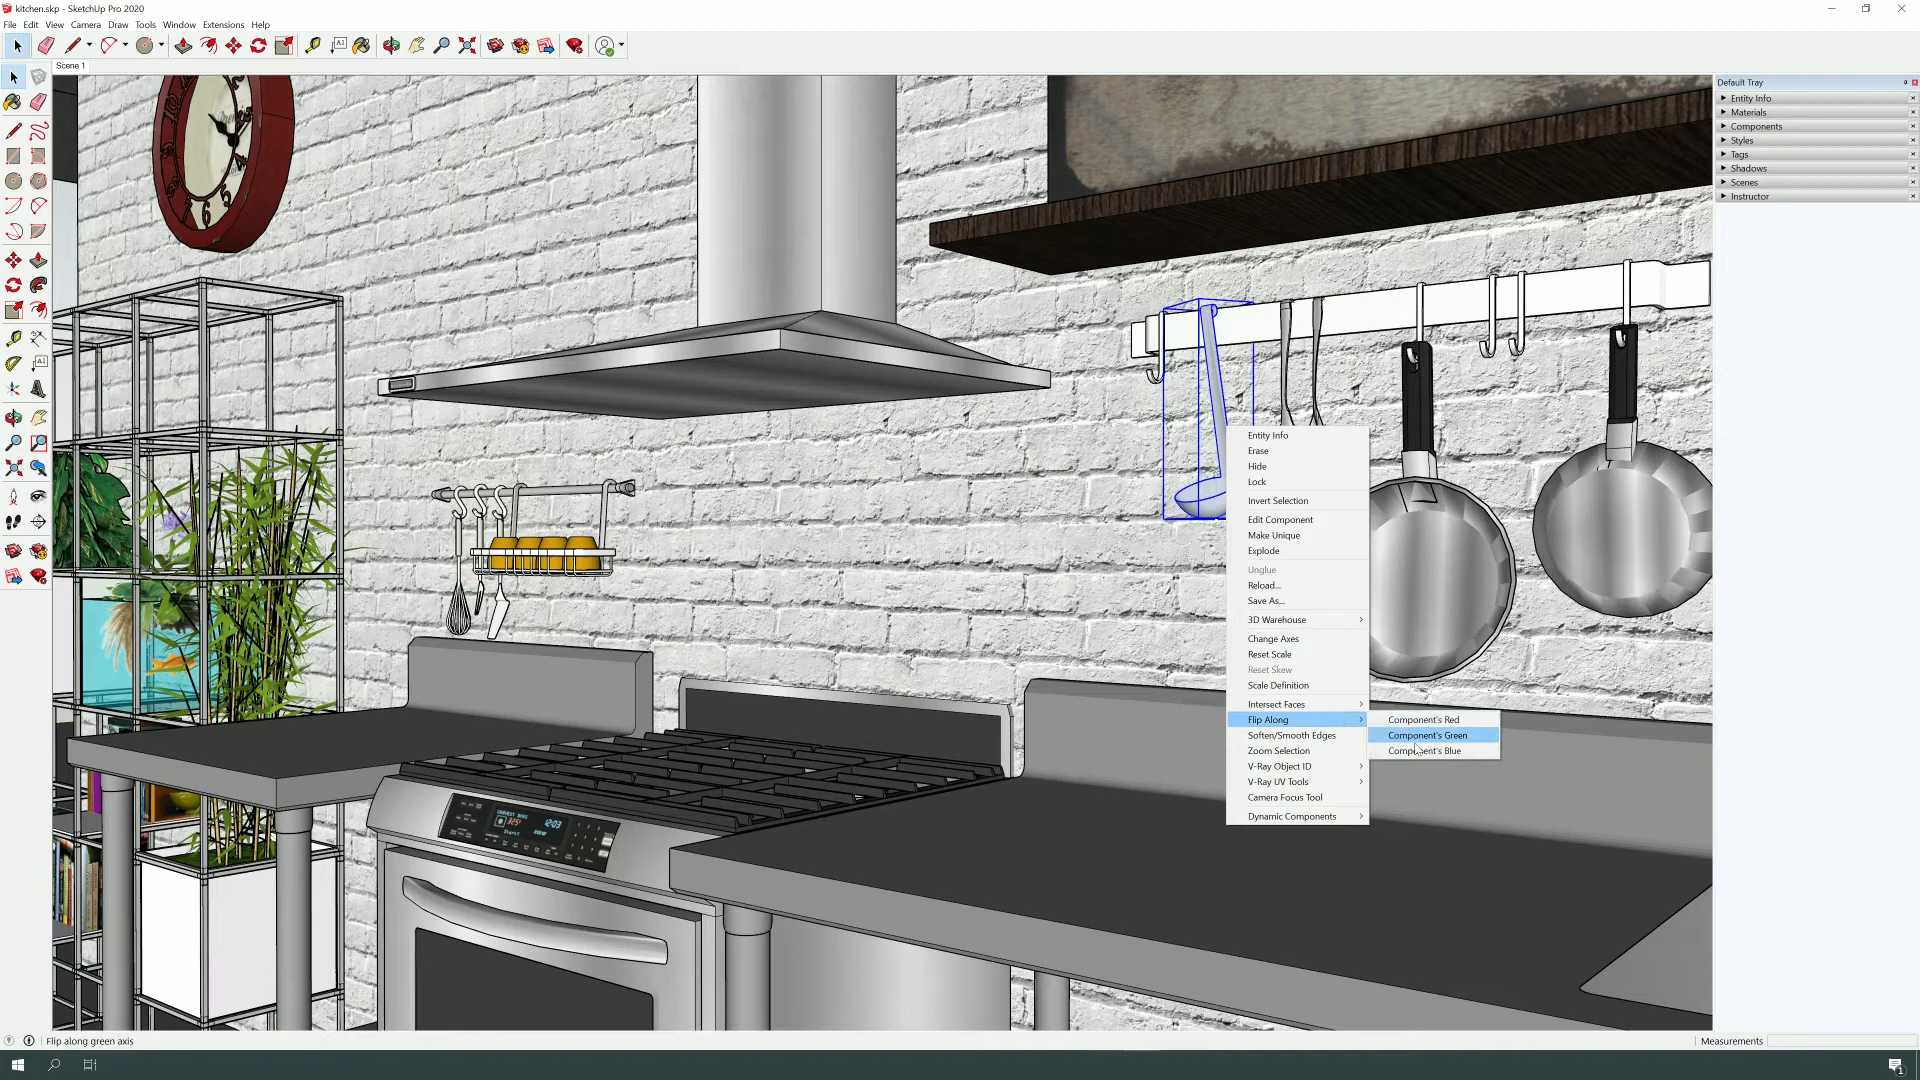 kitchen.skp - SketchUp Pro 2020
File Edit View Camera Draw Tools Window Extensions Help
Scene 1
Default Tray
Entity Info
Materials
Components
Styles
Tags
Shadows
Scenes
Instructor
Entity Info
Erase
Hide
Lock
Invert Selection
Edit Component
Make Unique
Explode
Unglue
Reload...
Save As...
3D Warehouse
Change Axes
Reset Scale
Reset Skew
Scale Definition
Intersect Faces
Flip Along
Soften/Smooth Edges
Zoom Selection
V-Ray Object ID
V-Ray UV Tools
Camera Focus Tool
Dynamic Components
Component's Red
Component's Green
Component's Blue
325°
12:03
Flip along green axis
Measurements